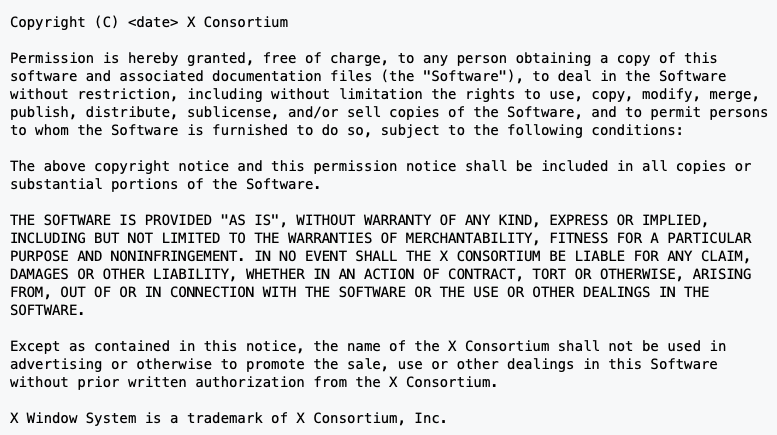 Copyright (C) <date> X Consortium
Permission is hereby granted, free of charge, to any person obtaining a copy of this
software and associated documentation files (the "Software"), to deal in the Software
without restriction, including without limitation the rights to use, copy, modify, merge,
publish, distribute, sublicense, and/or sell copies of the Software, and to permit persons
to whom the Software is furnished to do so, subject to the following conditions:
The above copyright notice and this permission notice shall be included in all copies or
substantial portions of the Software.
THE SOFTWARE IS PROVIDED "AS IS", WITHOUT WARRANTY OF ANY KIND, EXPRESS OR IMPLIED,
INCLUDING BUT NOT LIMITED TO THE WARRANTIES OF MERCHANTABILITY, FITNESS FOR A PARTICULAR
PURPOSE AND NONINFRINGEMENT. IN NO EVENT SHALL THE X CONSORTIUM BE LIABLE FOR ANY CLAIM,
DAMAGES OR OTHER LIABILITY, WHETHER IN AN ACTION OF CONTRACT, TORT OR OTHERWISE, ARISING
FROM, OUT OF OR IN CONNECTION WITH THE SOFTWARE OR THE USE OR OTHER DEALINGS IN THE
SOFTWARE.
Except as contained in this notice, the name of the X Consortium shall not be used in
advertising or otherwise to promote the sale, use or other dealings in this Software
without prior written authorization from the X Consortium.
X Window System is a trademark of X Consortium, Inc.